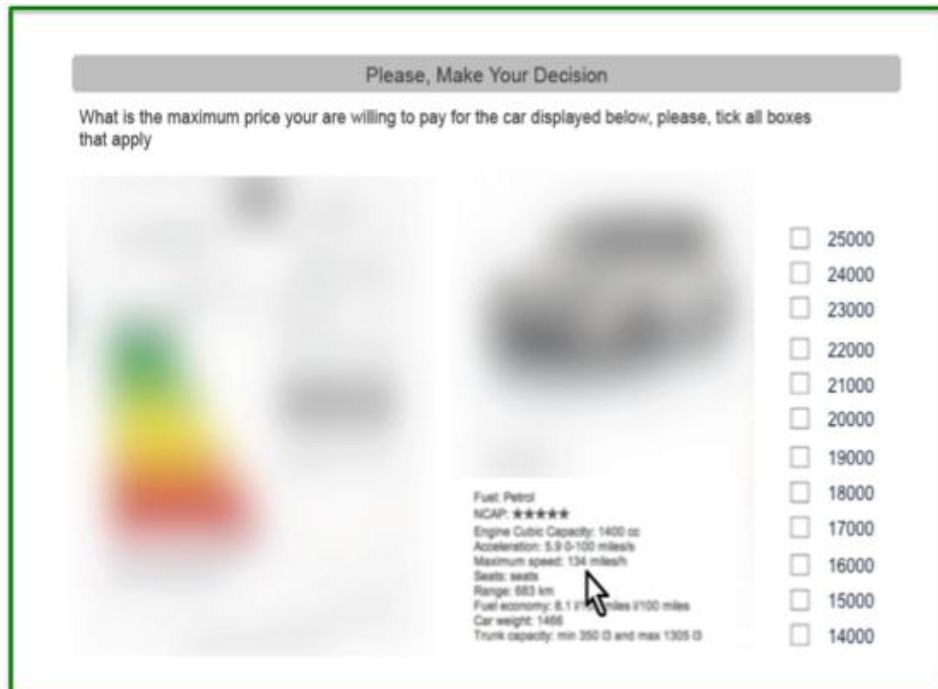 Please, Make Your Decision
What is the maximum price your are willing to pay for the car displayed below, please, tick all boxes
that apply
25000
24000
23000
22000
21000
20000
19000
18000
17000
16000
15000
14000
Fuel: Petrol
NCAP: ★★★★★
Engine Cubic Capacity: 1400 cc
Acceleration: 5.9 0-100 miles/s
Maximum speed: 134 miles/h
Seats: seats
Range: 683 km
Fuel economy: 8.1 miles l/100 miles
Car weight: 1466
Trunk capacity: min 350 l3 and max 1305 l3